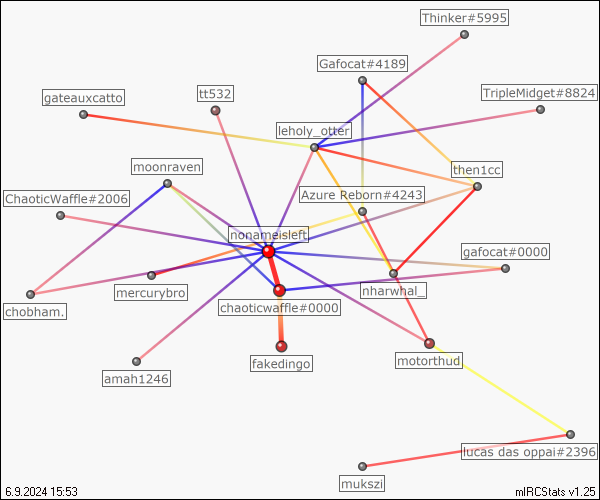 Thinker#5995
Gafocat#4189
tt532
TripleMidget#8824
gateauxcatto
leholy_otter
moonraven
then1cc
ChaoticWaffle#2006
Azure Reborn#4243
nonameisleft
gafocat#0000
mercurybro
nharwhal_
chobham.
chaoticwaffle#0000
fakedingo
motorthud
amah1246
lucas das oppai#2396
mukszi
6.9.2024 15:53
mIRCStats v1.25